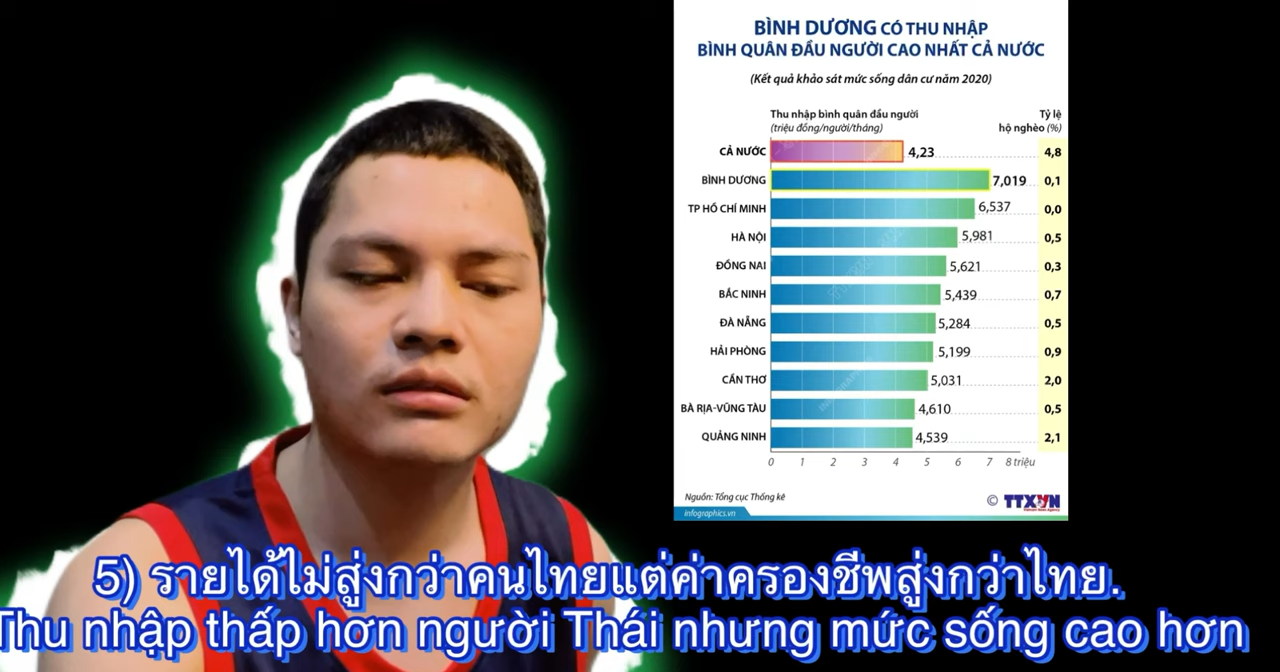 BÌNH DƯƠNG CÓ THU NHẬP
BÌNH QUÂN ĐẦU NGƯỜI CAO NHẤT CẢ NƯỚC
(Kết quả khảo sát mức sống dân cư năm 2020)
Thu nhập bình quân đầu người Tỷ lệ
(triệu đồng/người/tháng) hộ nghèo (%)
CẢ NƯỚC 4,23 4,8
BÌNH DƯƠNG 7,019 0,1
TP HỒ CHÍ MINH 6,537 0,0
HÀ NỘI 5,981 0,5
ĐỒNG NAI 5,621 0,3
BẮC NINH 5,439 0,7
ĐÀ NẴNG 5,284 0,5
HẢI PHÒNG 5,199 0,9
CẦN THƠ 5,031 2,0
BÀ RỊA-VŨNG TÀU 4,610 0,5
QUẢNG NINH 4,539 2,1
0 1 2 3 4 5 6 7 8 triệu
Nguồn: Tổng cục Thống kê
© TTXVN
Vietnam News Agency
infographics.vn
5) รายได้ไม่สู่งกว่าคนไทยแต่ค่าครองชีพสู่งกว่าไทย.
Thu nhập thấp hơn người Thái nhưng mức sống cao hơn